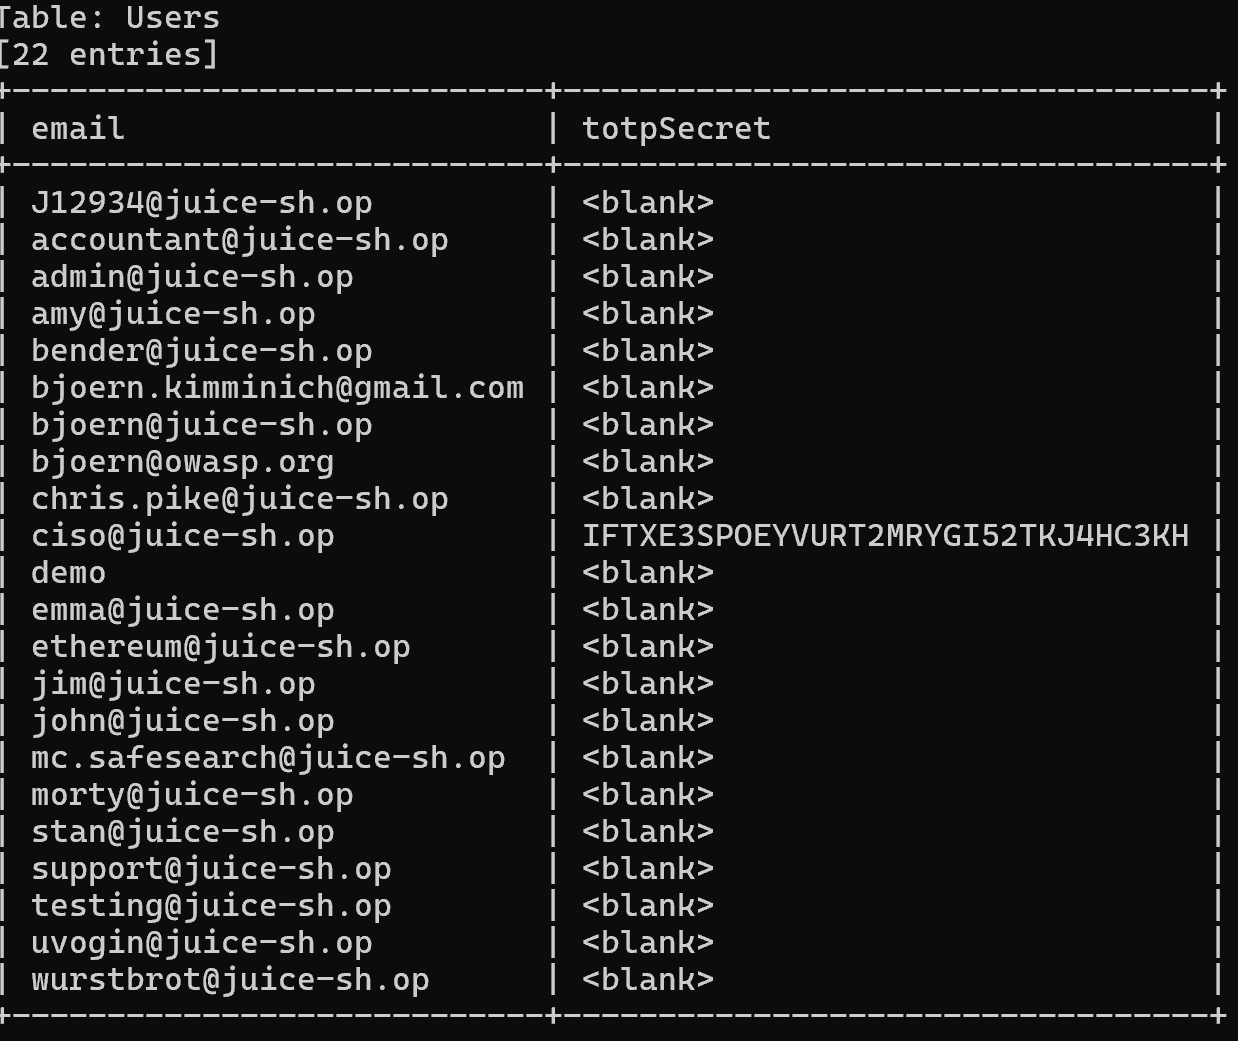 Table: Users
[22 entries]
+----------------------------+----------------------------------+
| email | totpSecret |
+----------------------------+----------------------------------+
| J12934@juice-sh.op | <blank> |
| accountant@juice-sh.op | <blank> |
| admin@juice-sh.op | <blank> |
| amy@juice-sh.op | <blank> |
| bender@juice-sh.op | <blank> |
| bjoern.kimminich@gmail.com | <blank> |
| bjoern@juice-sh.op | <blank> |
| bjoern@owasp.org | <blank> |
| chris.pike@juice-sh.op | <blank> |
| ciso@juice-sh.op | IFTXE3SPOEYVURT2MRYGI52TKJ4HC3KH |
| demo | <blank> |
| emma@juice-sh.op | <blank> |
| ethereum@juice-sh.op | <blank> |
| jim@juice-sh.op | <blank> |
| john@juice-sh.op | <blank> |
| mc.safesearch@juice-sh.op | <blank> |
| morty@juice-sh.op | <blank> |
| stan@juice-sh.op | <blank> |
| support@juice-sh.op | <blank> |
| testing@juice-sh.op | <blank> |
| uvogin@juice-sh.op | <blank> |
| wurstbrot@juice-sh.op | <blank> |
+----------------------------+----------------------------------+